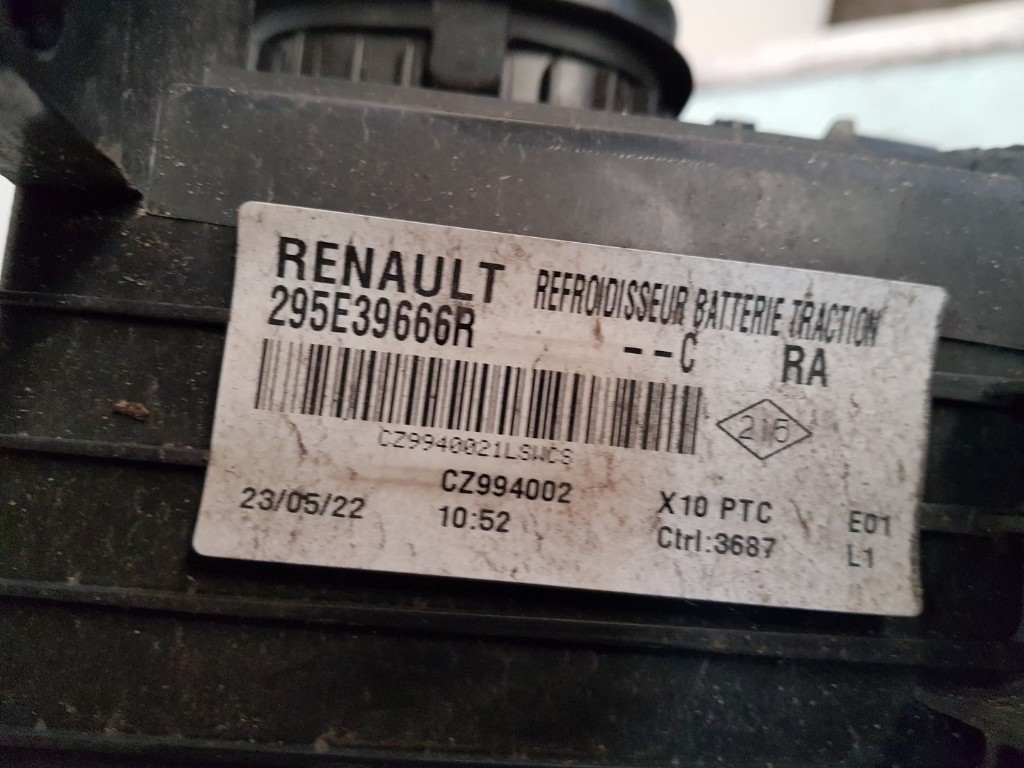 RENAULT REFROIDISSEUR BATTERIE TRACTION
295E39666R --C RA
215
CZ9940021LSWCS
CZ994002 X10 PTC E01
23/05/22 10:52 Ctrl:3687 L1